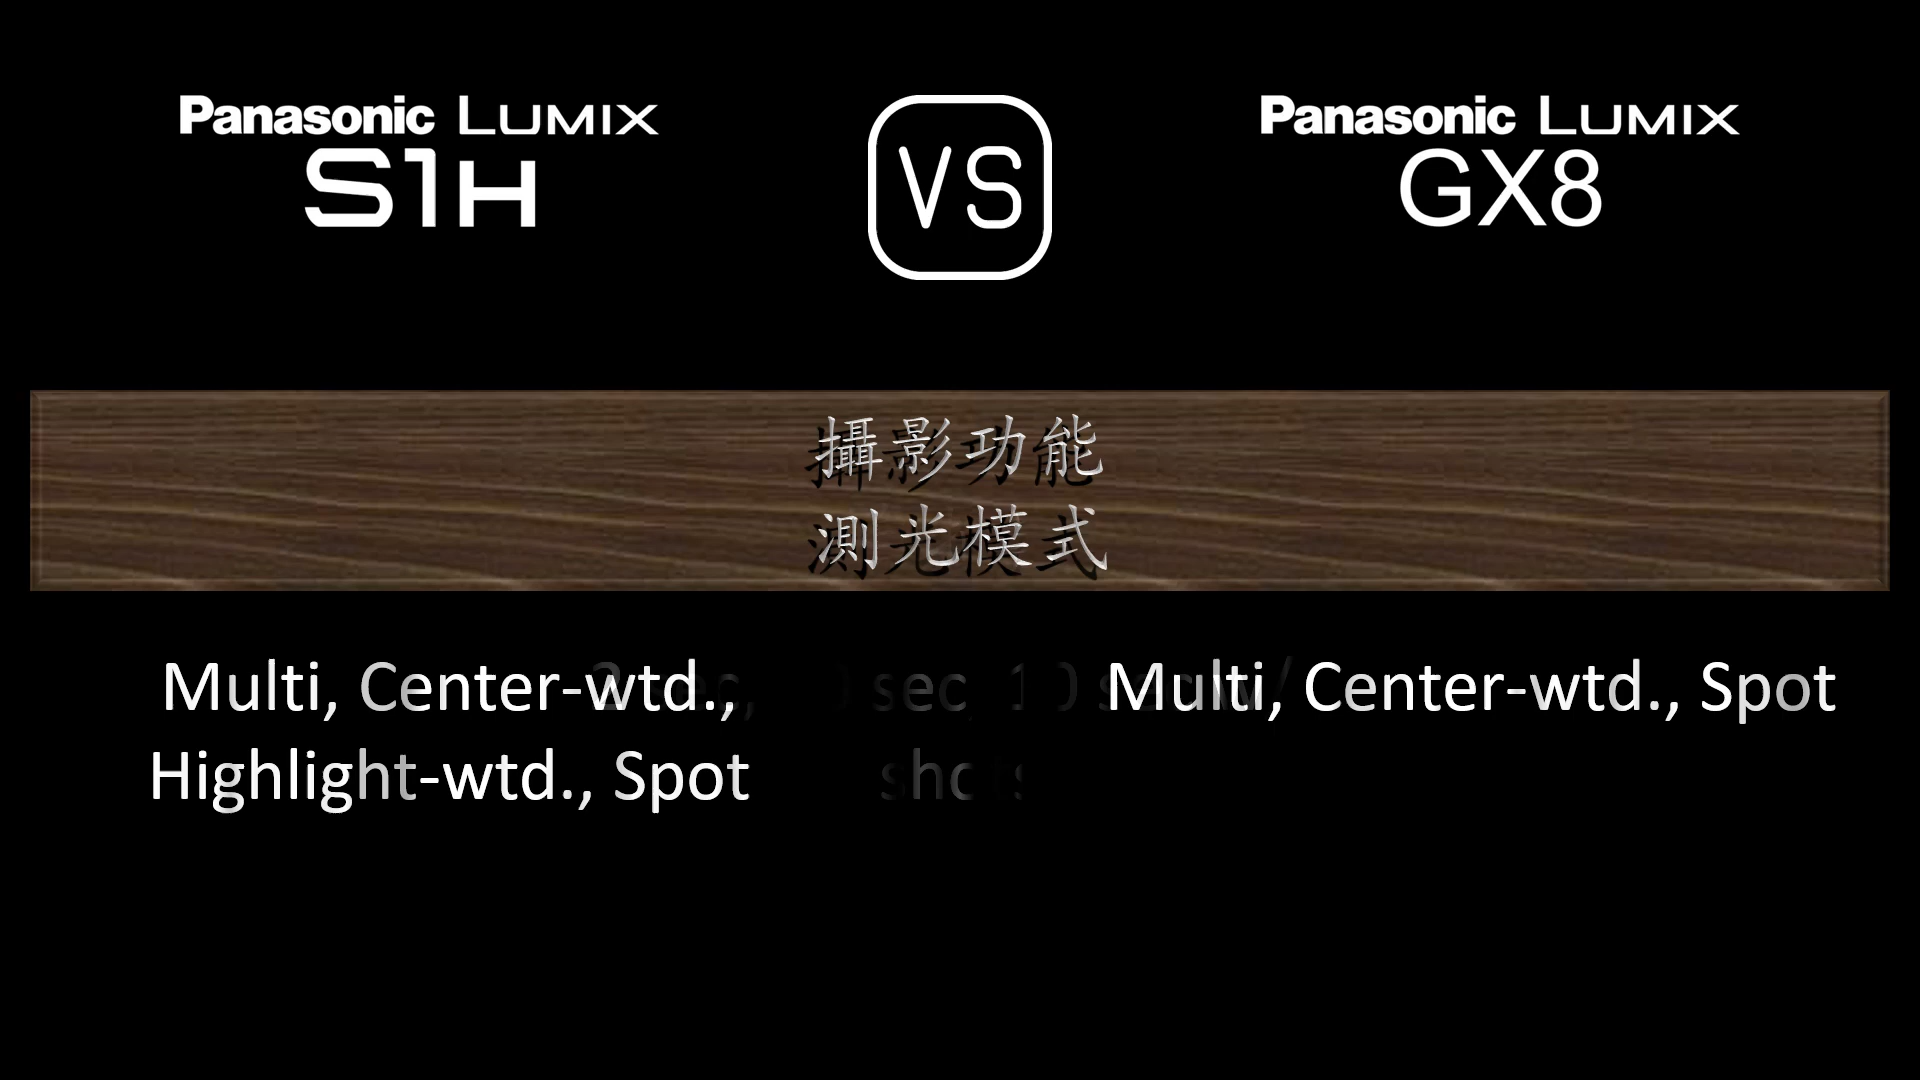 Panasonic LUMIX
S1H
VS
Panasonic LUMIX
GX8
攝影功能
測光模式
Multi, Center-wtd.,
Highlight-wtd., Spot
Multi, Center-wtd., Spot